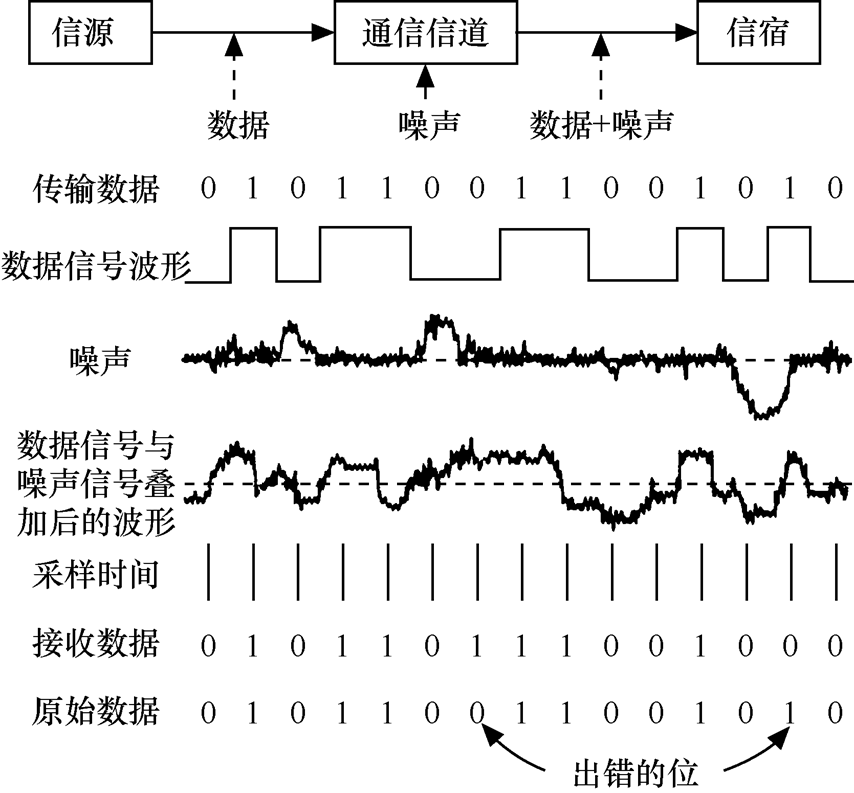 信源 通信信道 信宿
数据 噪声 数据+噪声
传输数据 0 1 0 1 1 0 0 1 1 0 0 1 0 1 0
数据信号波形
噪声
数据信号与
噪声信号叠
加后的波形
采样时间
接收数据 0 1 0 1 1 0 1 1 1 0 0 1 0 0 0
原始数据 0 1 0 1 1 0 0 1 1 0 0 1 0 1 0
出错的位